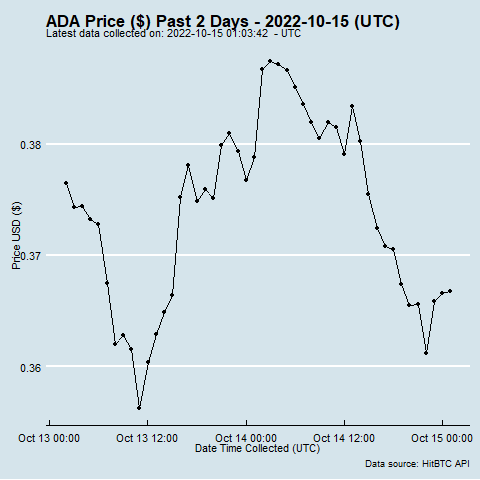 ADA Price ($) Past 2 Days - 2022-10-15 (UTC)
Latest data collected on: 2022-10-15 01:03:42  - UTC
0.38
0.37
0.36
Price USD ($)
Oct 13 00:00 Oct 13 12:00 Oct 14 00:00 Oct 14 12:00 Oct 15 00:00
Date Time Collected (UTC)
Data source: HitBTC API